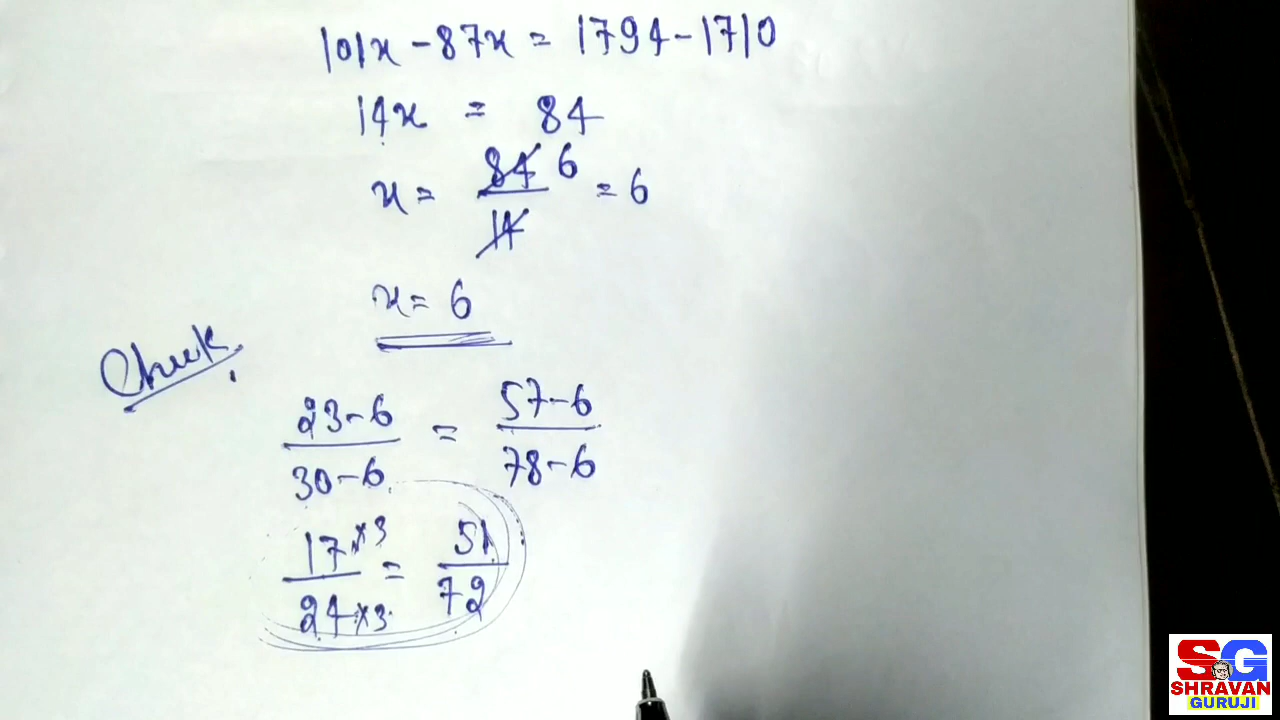 101x - 87x = 1794 - 1710
14x = 84
x = 84/14 6 = 6
x = 6
Check
23-6/30-6 = 57-6/78-6
17×3/24×3 = 51/72
SG
SHRAVAN
GURUJI